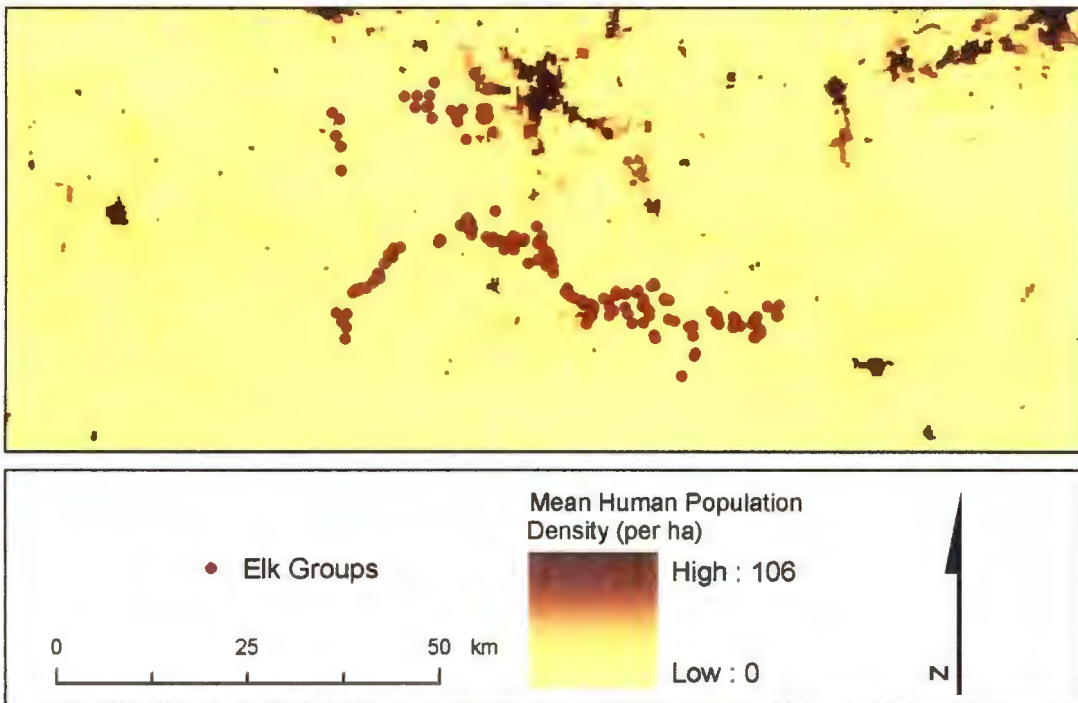 Mean Human Population
Density (per ha)
Elk Groups
High : 106
0 25 50 km
Low : 0
N